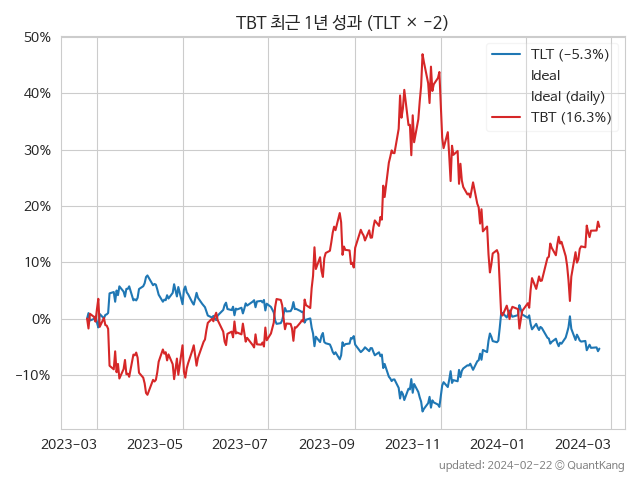 TBT 최근 1년 성과 (TLT × −2)
50%
40%
30%
20%
10%
0%
−10%
TLT (−5.3%)
Ideal
Ideal (daily)
TBT (16.3%)
2023−03
2023−05
2023−07
2023−09
2023−11
2024−01
2024−03
updated: 2024-02-22 © QuantKang